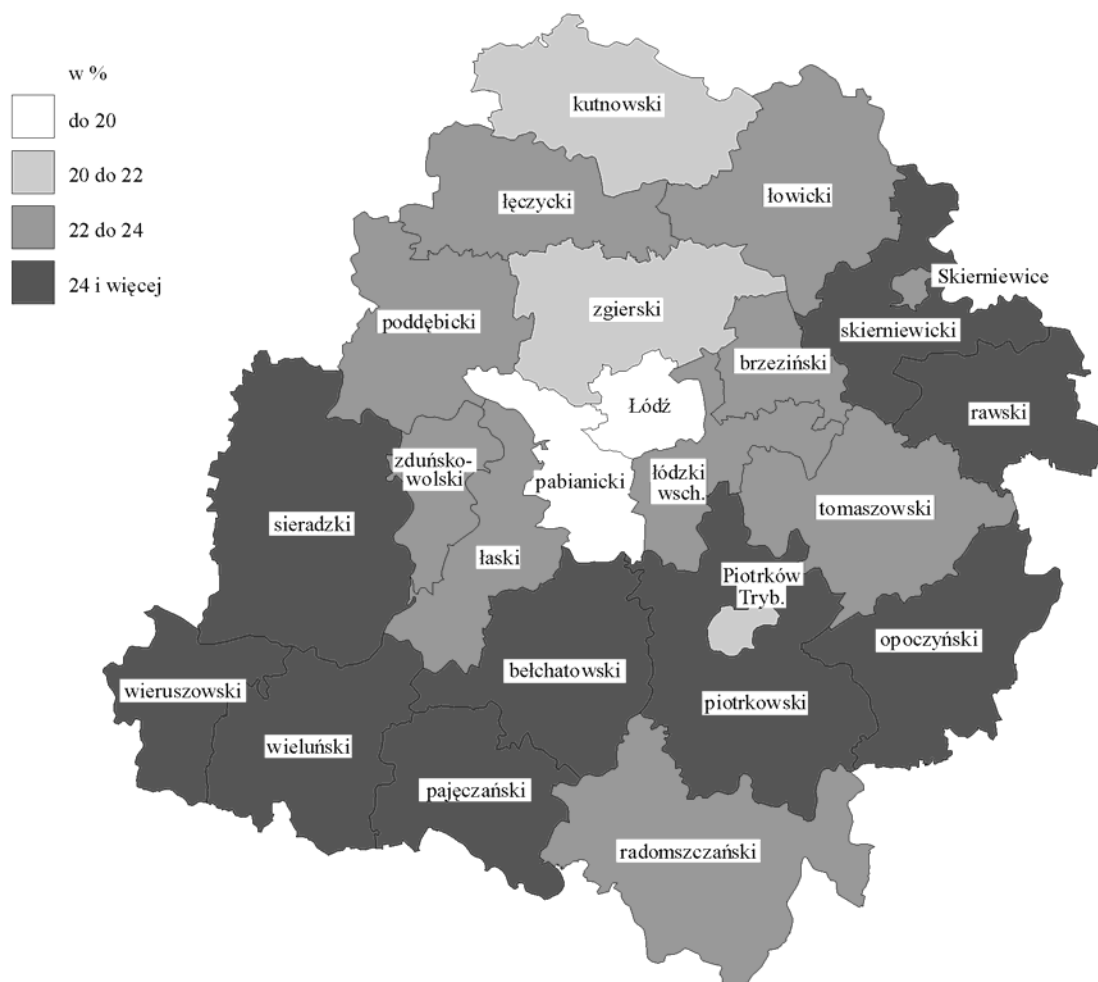 w %
do 20
20 do 22
22 do 24
24 i więcej
kutnowski
łęczycki
łowicki
Skierniewice
zgierski
poddębicki
skierniewicki
brzeziński
Łódź
rawski
zduńsko-
wolski
pabianicki
łódzki
wsch.
tomaszowski
sieradzki
łaski
Piotrków
Tryb.
opoczyński
bełchatowski
wieruszowski
piotrkowski
wieluński
pajęczański
radomszczański